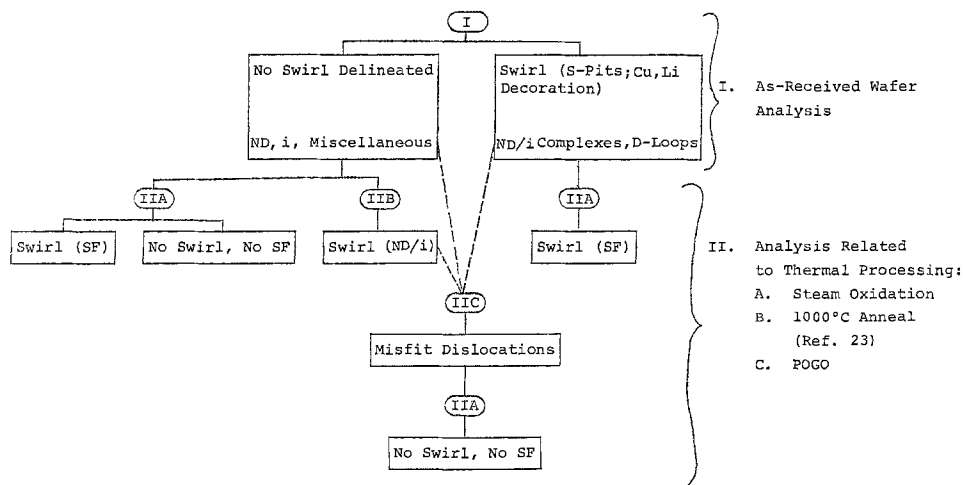 I
No Swirl Delineated
ND, i, Miscellaneous
Swirl (S-Pits;Cu,Li
Decoration)
ND/i Complexes, D-Loops
I. As-Received Wafer
Analysis
IIA
IIB
IIA
Swirl (SF)
No Swirl, No SF
Swirl (ND/i)
Swirl (SF)
IIC
Misfit Dislocations
IIA
No Swirl, No SF
II. Analysis Related
to Thermal Processing:
A. Steam Oxidation
B. 1000°C Anneal
(Ref. 23)
C. POGO